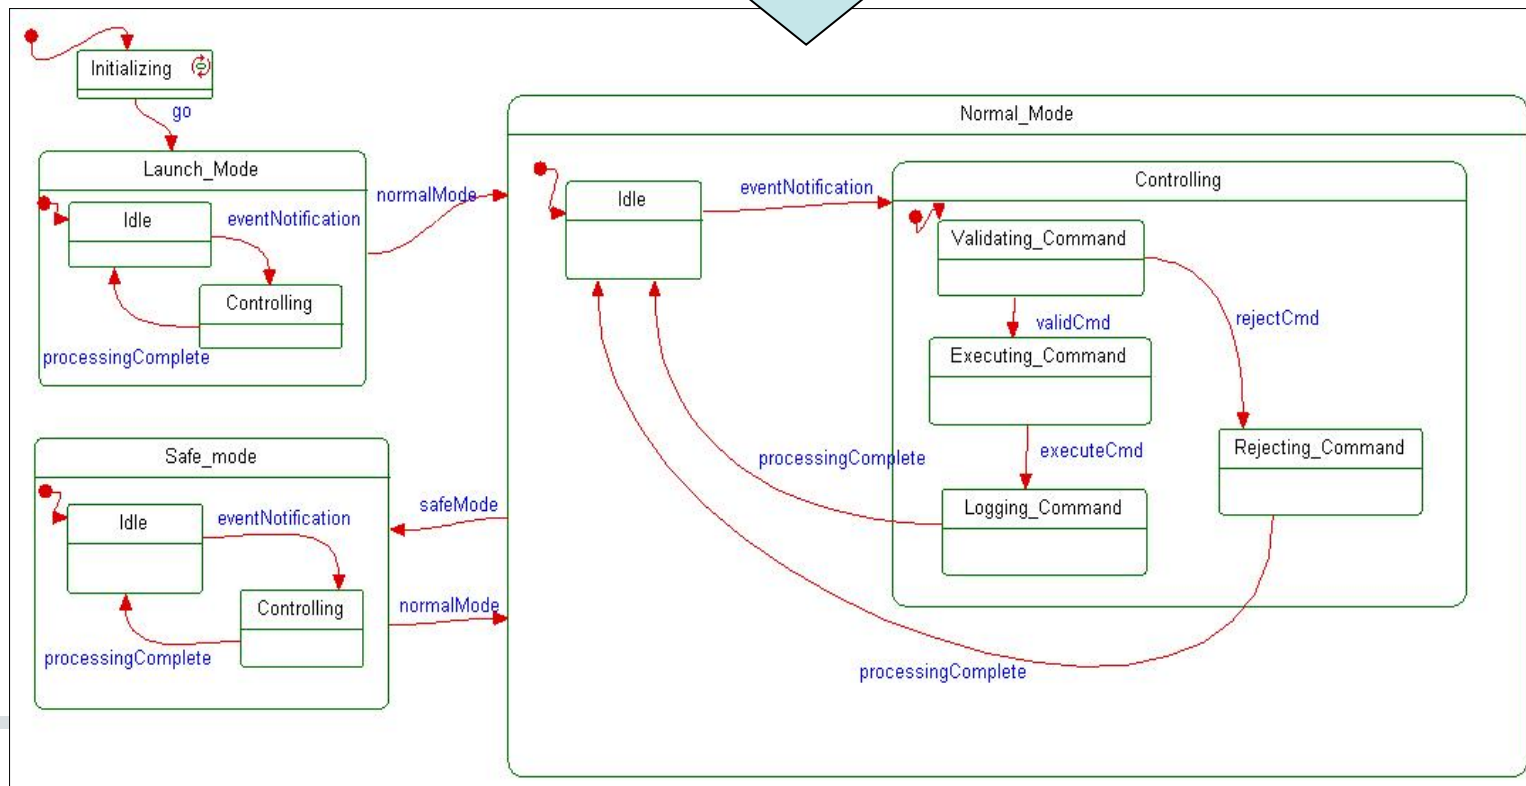 Initializing
go
Launch_Mode
Idle
eventNotification
Controlling
processingComplete
normalMode
Safe_mode
Idle
eventNotification
Controlling
processingComplete
safeMode
normalMode
Normal_Mode
Idle
eventNotification
Controlling
Validating_Command
validCmd
rejectCmd
Executing_Command
executeCmd
Rejecting_Command
processingComplete
Logging_Command
processingComplete